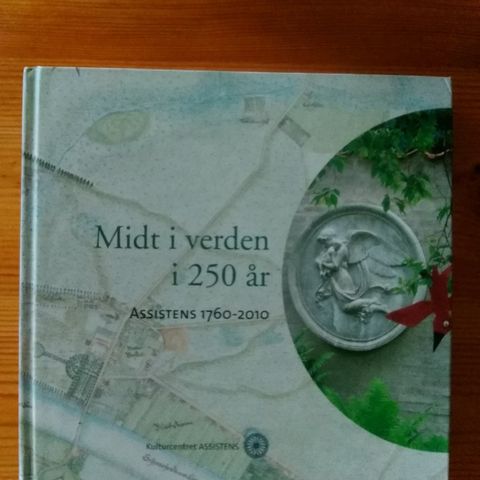 Midt i verden
i 250 år
ASSISTENS 1760-2010
Kulturcentret ASSISTENS